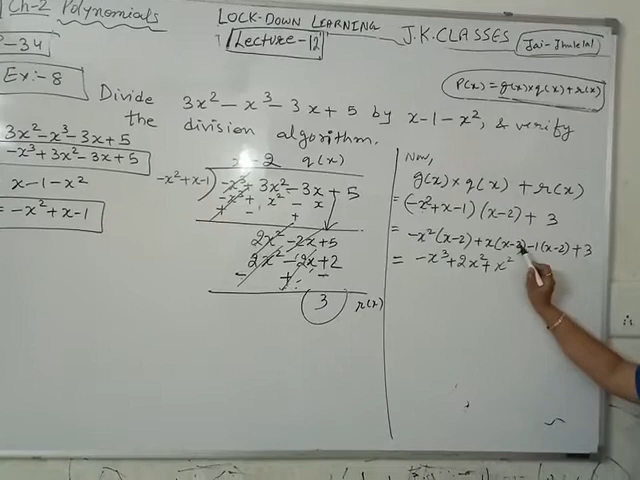 Ch-2 Polynomials
LOCK-DOWN LEARNING
Lecture-12
J.K. CLASSES
Jai-Jhulelal
-34
Ex:- 8
P(x) = g(x)×q(x)+r(x)
Divide 3x² - x³ - 3x + 5 by x-1-x², & verify
the division algorithm.
3x²-x³-3x+5
-x³+3x²-3x+5
x-1-x²
= -x²+x-1
x-2 q(x)
-x²+x-1) -x³+3x²-3x+5
-x³+ x² - x
+ - +
2x²-2x+5
2x²-2x+2
- + -
3 r(x)
Now,
g(x)×q(x) + r(x)
= (-x²+x-1)(x-2)+3
= -x²(x-2)+x(x-2)-1(x-2)+3
= -x³+2x²+x²